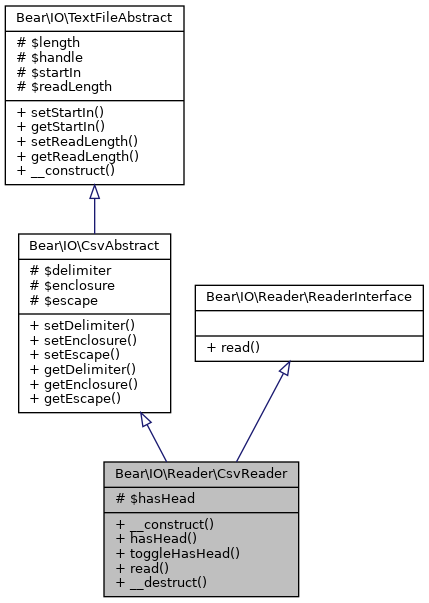 Bear\IO\TextFileAbstract
# $length
# $handle
# $startIn
# $readLength
+ setStartIn()
+ getStartIn()
+ setReadLength()
+ getReadLength()
+ __construct()
Bear\IO\CsvAbstract
# $delimiter
# $enclosure
# $escape
+ setDelimiter()
+ setEnclosure()
+ setEscape()
+ getDelimiter()
+ getEnclosure()
+ getEscape()
Bear\IO\Reader\ReaderInterface
+ read()
Bear\IO\Reader\CsvReader
# $hasHead
+ __construct()
+ hasHead()
+ toggleHasHead()
+ read()
+ __destruct()